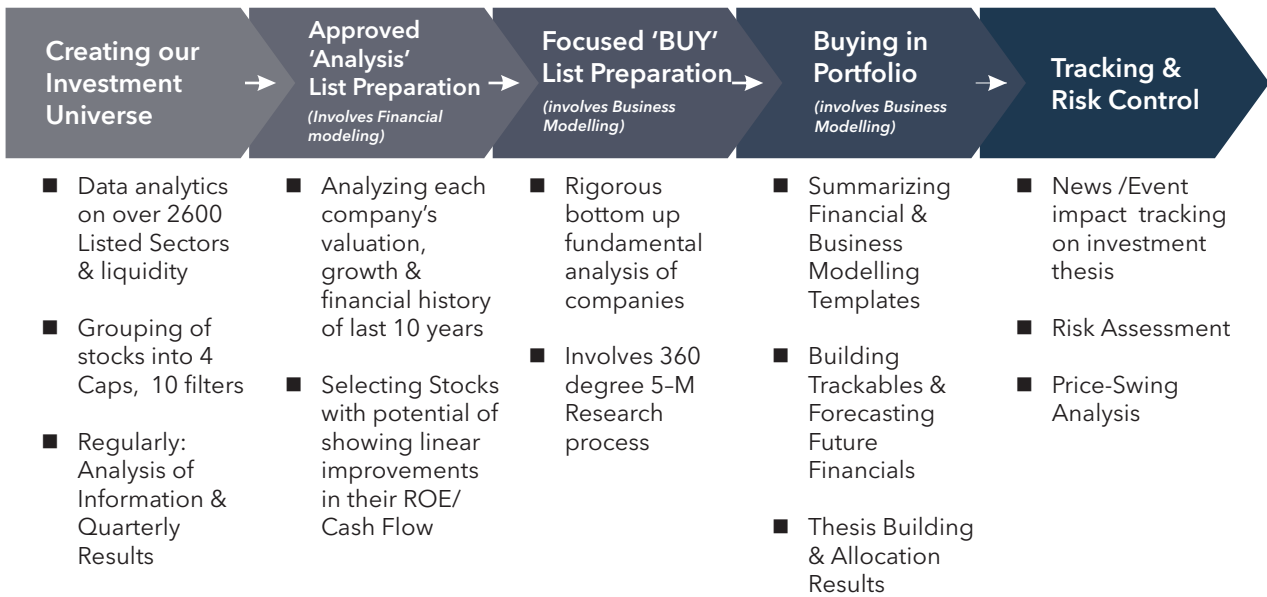 Creating our
Investment
Universe
Approved
‘Analysis’
List Preparation
(Involves Financial
modeling)
Focused ‘BUY’
List Preparation
(involves Business
Modelling)
Buying in
Portfolio
(involves Business
Modelling)
Tracking &
Risk Control
■ Data analytics
on over 2600
Listed Sectors
& liquidity
■ Grouping of
stocks into 4
Caps, 10 filters
■ Regularly:
Analysis of
Information &
Quarterly
Results
■ Analyzing each
company’s
valuation,
growth &
financial history
of last 10 years
■ Selecting Stocks
with potential of
showing linear
improvements
in their ROE/
Cash Flow
■ Rigorous
bottom up
fundamental
analysis of
companies
■ Involves 360
degree 5–M
Research
process
■ Summarizing
Financial &
Business
Modelling
Templates
■ Building
Trackables &
Forecasting
Future
Financials
■ Thesis Building
& Allocation
Results
■ News /Event
impact tracking
on investment
thesis
■ Risk Assessment
■ Price-Swing
Analysis